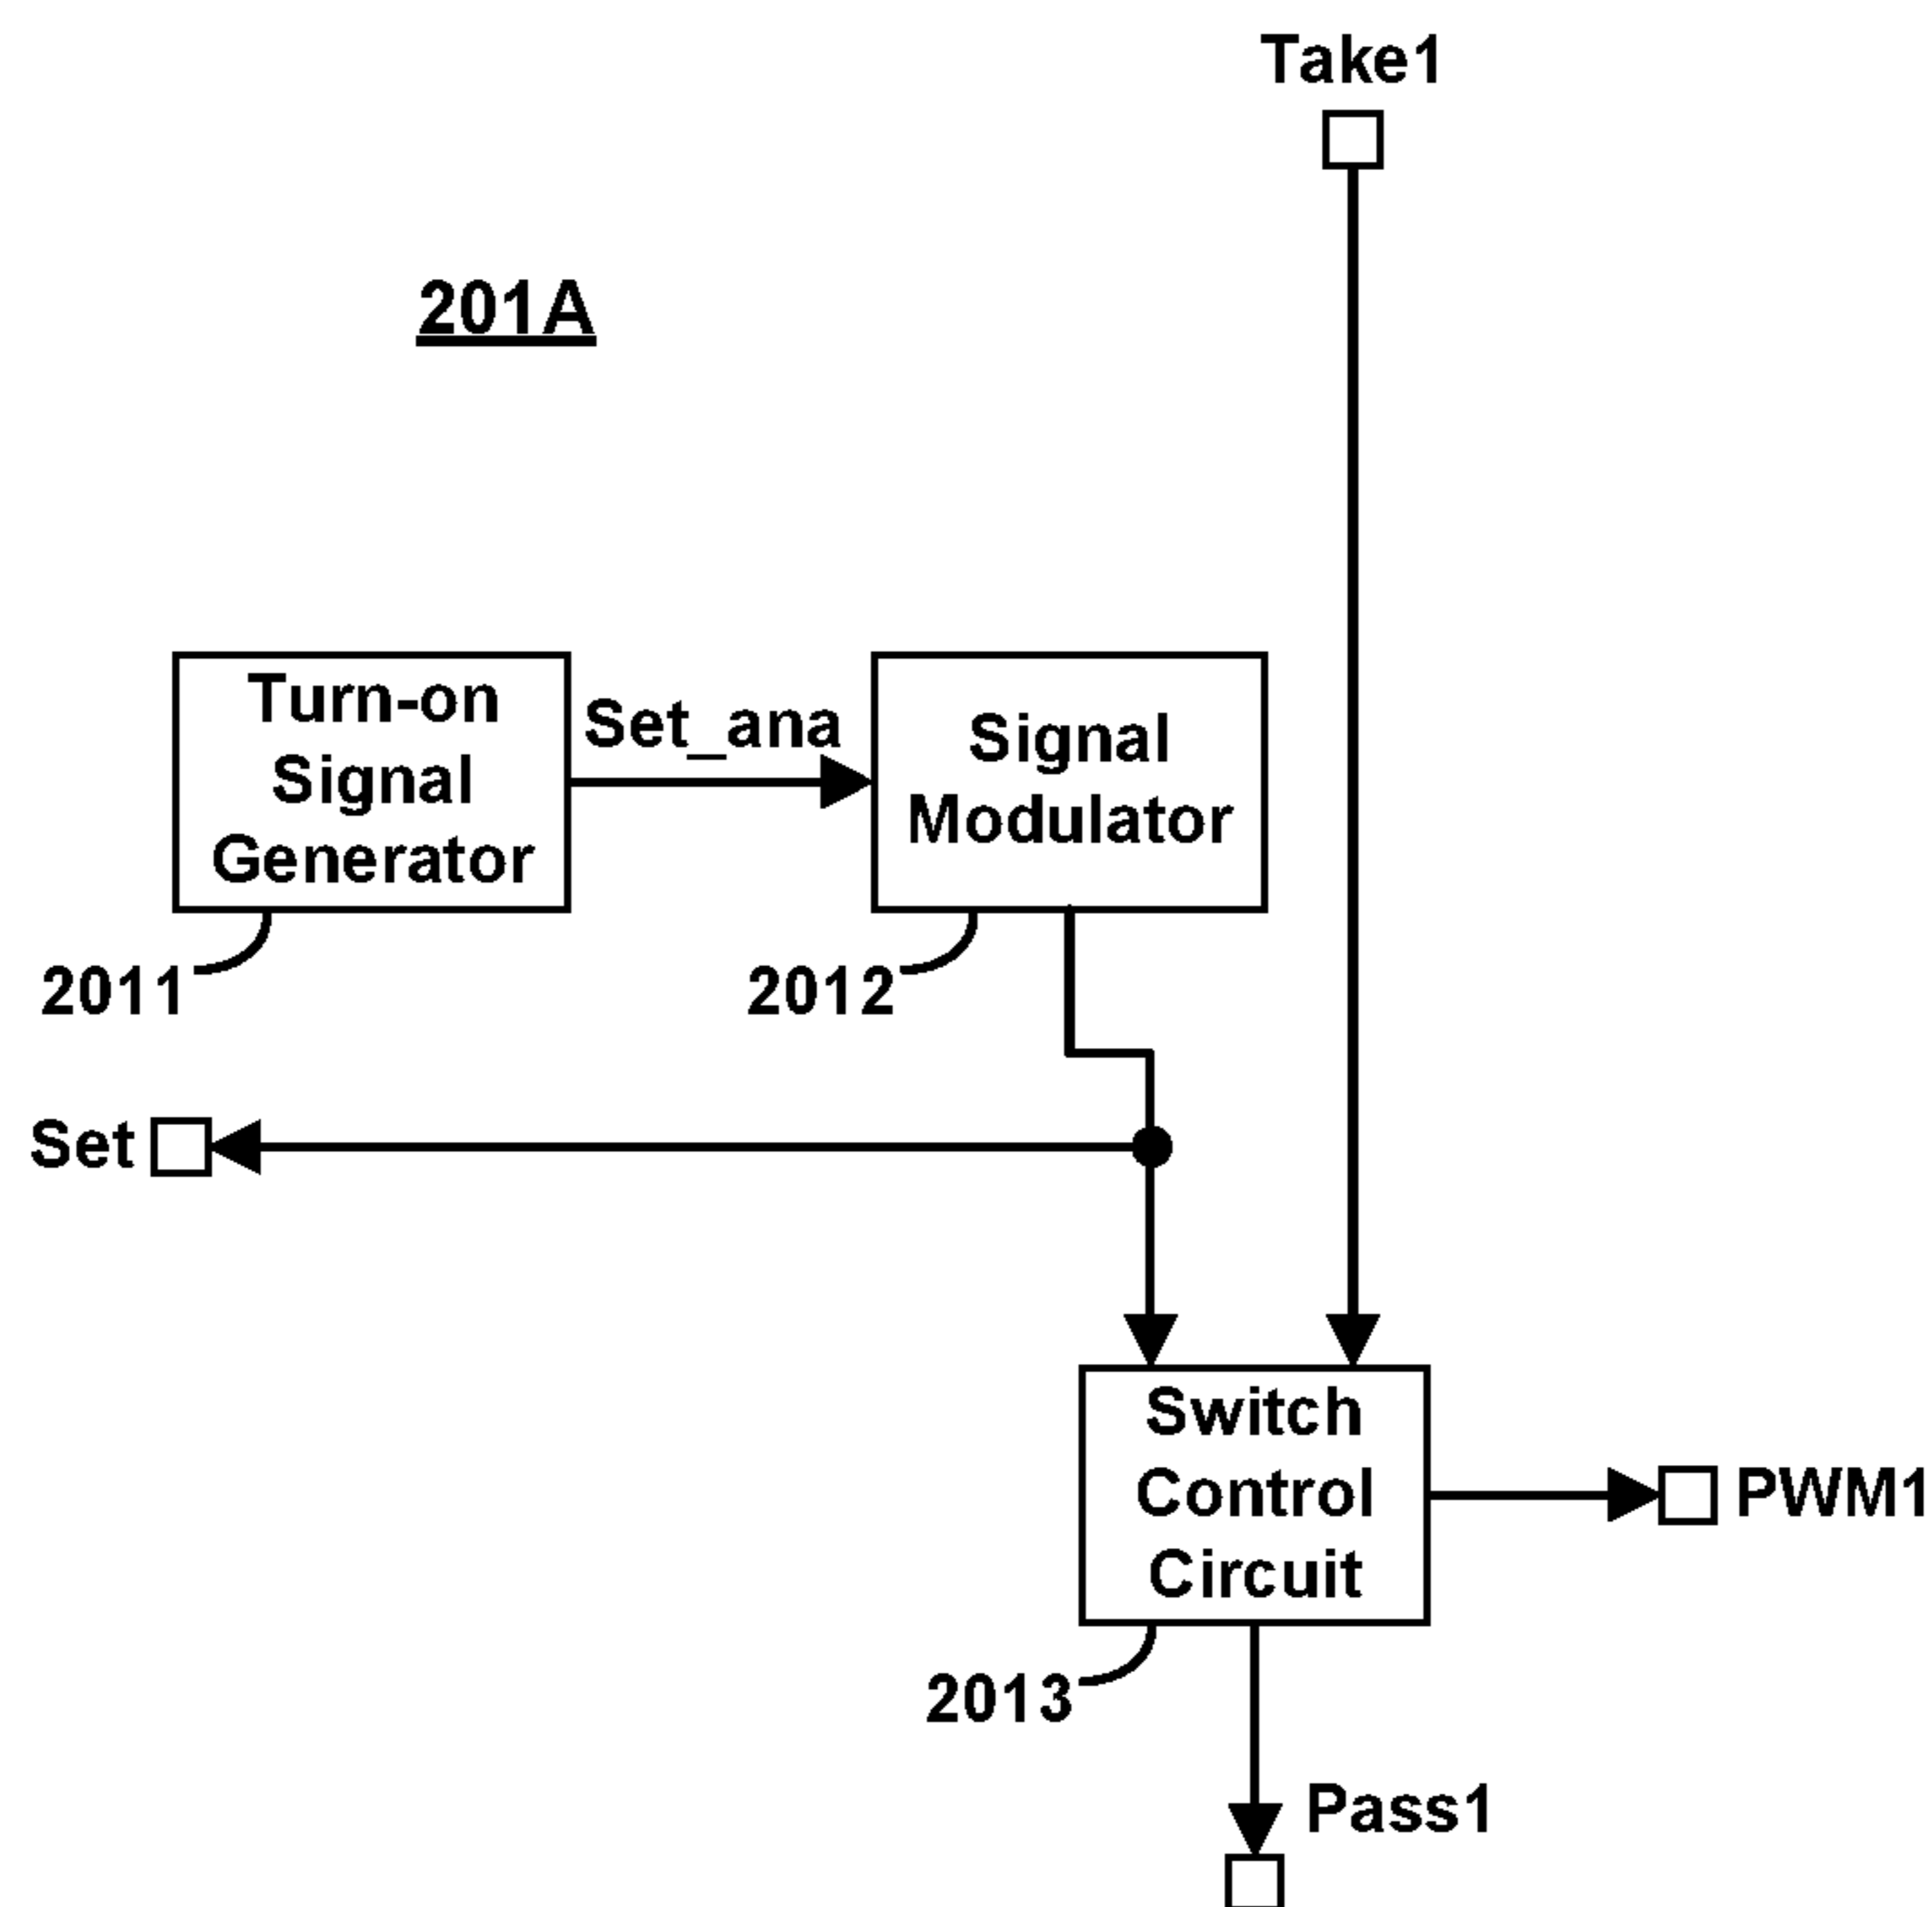 Take1
201A
Turn-on
Signal
Generator
Set_ana
Signal
Modulator
2011
2012
Set
Switch
Control
Circuit
PWM1
2013
Pass1